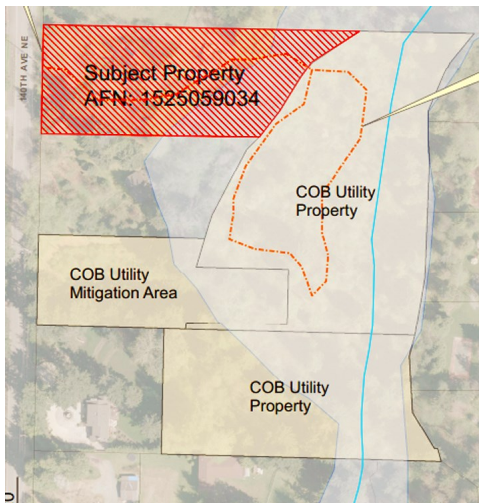 140TH AVE NE
Subject Property
AFN: 1525059034
COB Utility
Property
COB Utility
Mitigation Area
COB Utility
Property